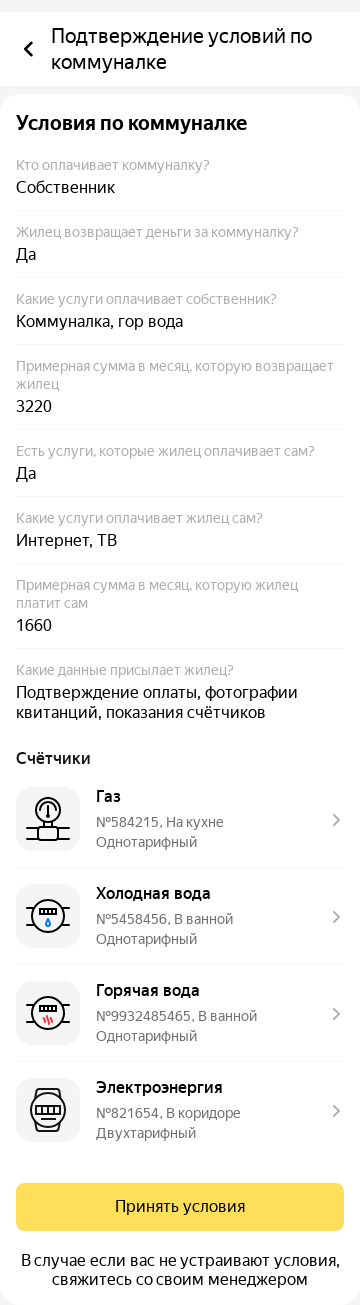 Подтверждение условий по
коммуналке
Условия по коммуналке
Кто оплачивает коммуналку?
Собственник
Жилец возвращает деньги за коммуналку?
Да
Какие услуги оплачивает собственник?
Коммуналка, гор вода
Примерная сумма в месяц, которую возвращает
жилец
3220
Есть услуги, которые жилец оплачивает сам?
Да
Какие услуги оплачивает жилец сам?
Интернет, ТВ
Примерная сумма в месяц, которую жилец
платит сам
1660
Какие данные присылает жилец?
Подтверждение оплаты, фотографии
квитанций, показания счётчиков
Счётчики
Газ
№584215, На кухне
Однотарифный
Холодная вода
№5458456, В ванной
Однотарифный
Горячая вода
№9932485465, В ванной
Однотарифный
Электроэнергия
№821654, В коридоре
Двухтарифный
Принять условия
В случае если вас не устраивают условия,
свяжитесь со своим менеджером